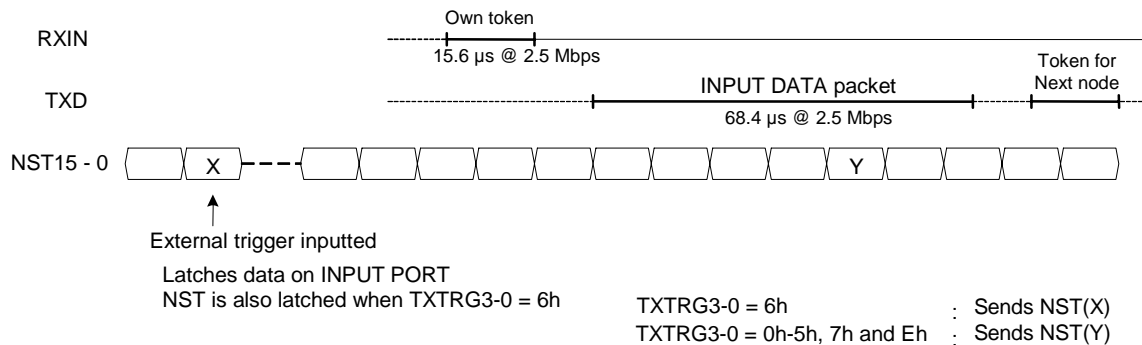 Own token
RXIN
15.6 µs @ 2.5 Mbps
Token for
Next node
INPUT DATA packet
TXD
68.4 µs @ 2.5 Mbps
NST15 - 0
X
Y
External trigger inputted
Latches data on INPUT PORT
NST is also latched when TXTRG3-0 = 6h
TXTRG3-0 = 6h : Sends NST(X)
TXTRG3-0 = 0h-5h, 7h and Eh : Sends NST(Y)